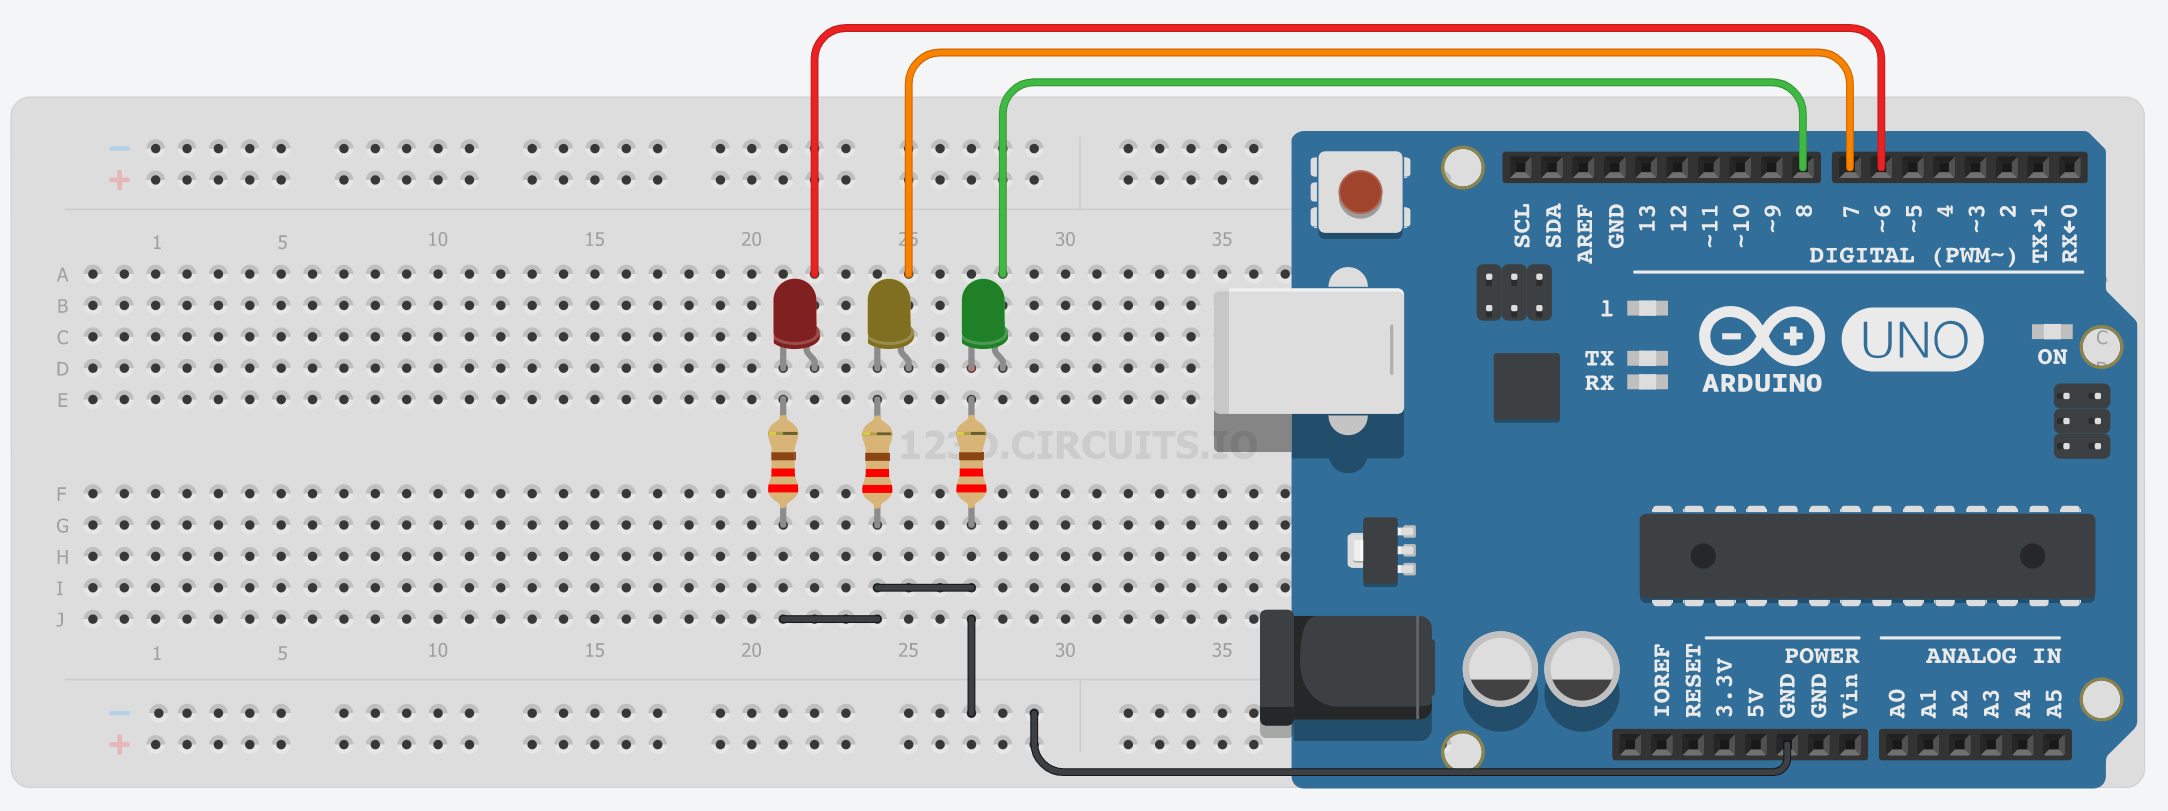 − −
+ +
1 5 10 15 20 25 30 35
A
B
C
D
E
F
G
H
I
J
1 5 10 15 20 25 30 35
−
+
123D.CIRCUITS.IO
SCL SDA AREF GND 13 12 ~11 ~10 ~9 8 7 ~6 ~5 4 ~3 2 TX→1 RX←0
DIGITAL (PWM~)
1
TX
RX
− +
UNO
ARDUINO
ON
C
POWER ANALOG IN
IOREF RESET 3.3V 5V GND GND Vin A0 A1 A2 A3 A4 A5